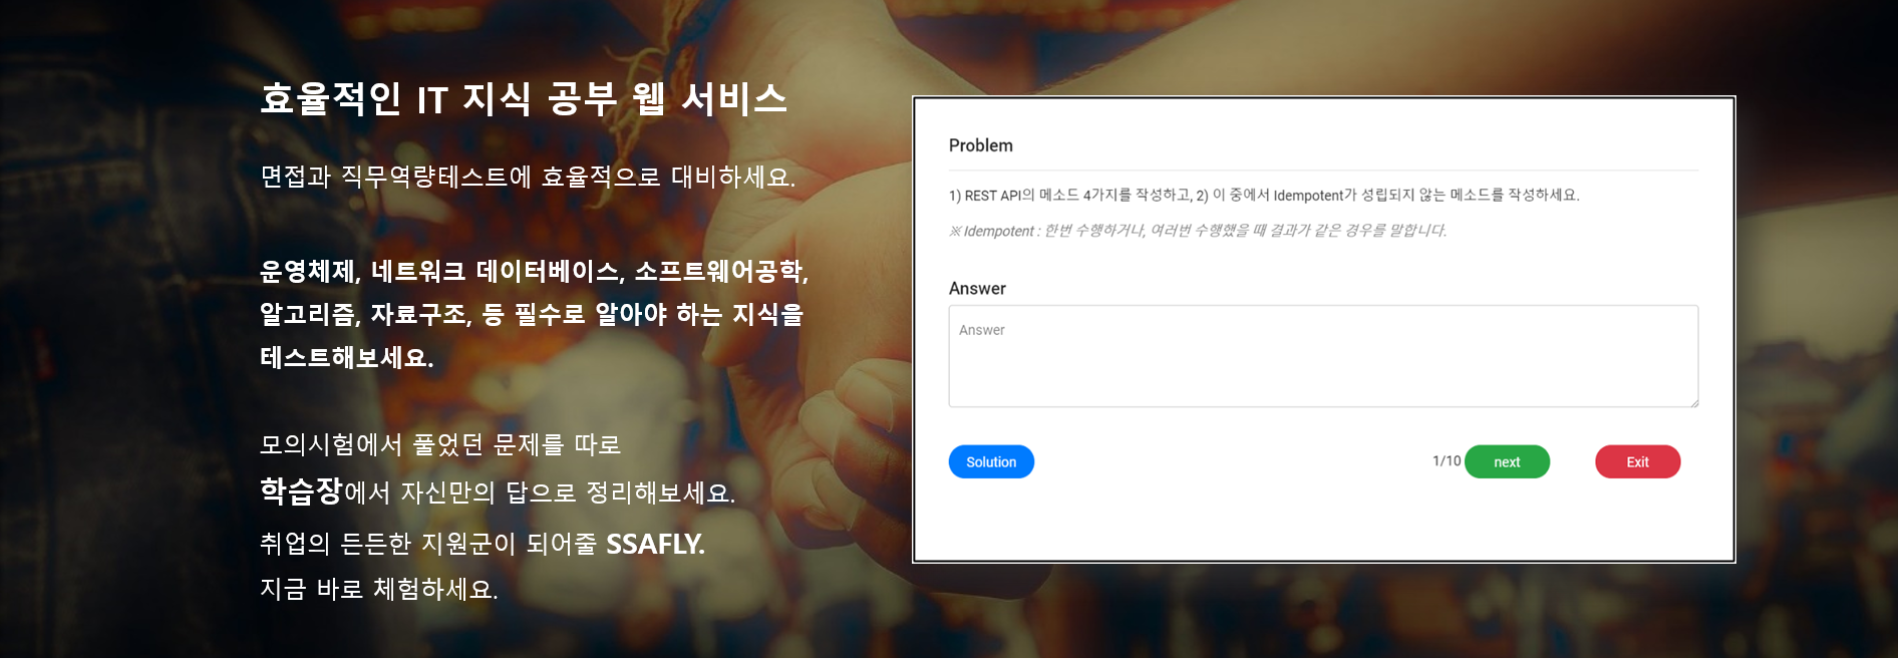 효율적인 IT 지식 공부 웹 서비스
면접과 직무역량테스트에 효율적으로 대비하세요.
운영체제, 네트워크 데이터베이스, 소프트웨어공학,
알고리즘, 자료구조, 등 필수로 알아야 하는 지식을
테스트해보세요.
모의시험에서 풀었던 문제를 따로
학습장에서 자신만의 답으로 정리해보세요.
취업의 든든한 지원군이 되어줄 SSAFLY.
지금 바로 체험하세요.
Problem
1) REST API의 메소드 4가지를 작성하고, 2) 이 중에서 Idempotent가 성립되지 않는 메소드를 작성하세요.
※ Idempotent : 한번 수행하거나, 여러번 수행했을 때 결과가 같은 경우를 말합니다.
Answer
Answer
Solution
1/10 next
Exit